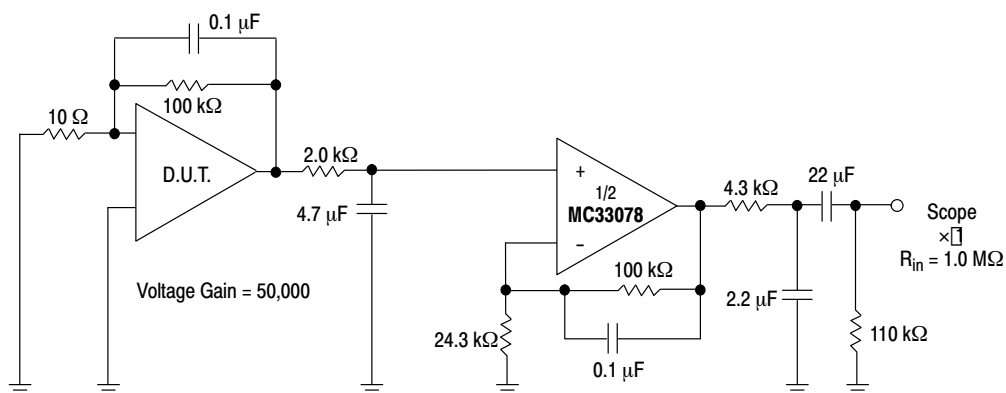 0.1 μF
100 kΩ
10 Ω
D.U.T.
2.0 kΩ
4.7 μF
Voltage Gain = 50,000
+
1/2
MC33078
−
4.3 kΩ
22 μF
Scope
×1
Rin = 1.0 MΩ
100 kΩ
2.2 μF
24.3 kΩ
0.1 μF
110 kΩ